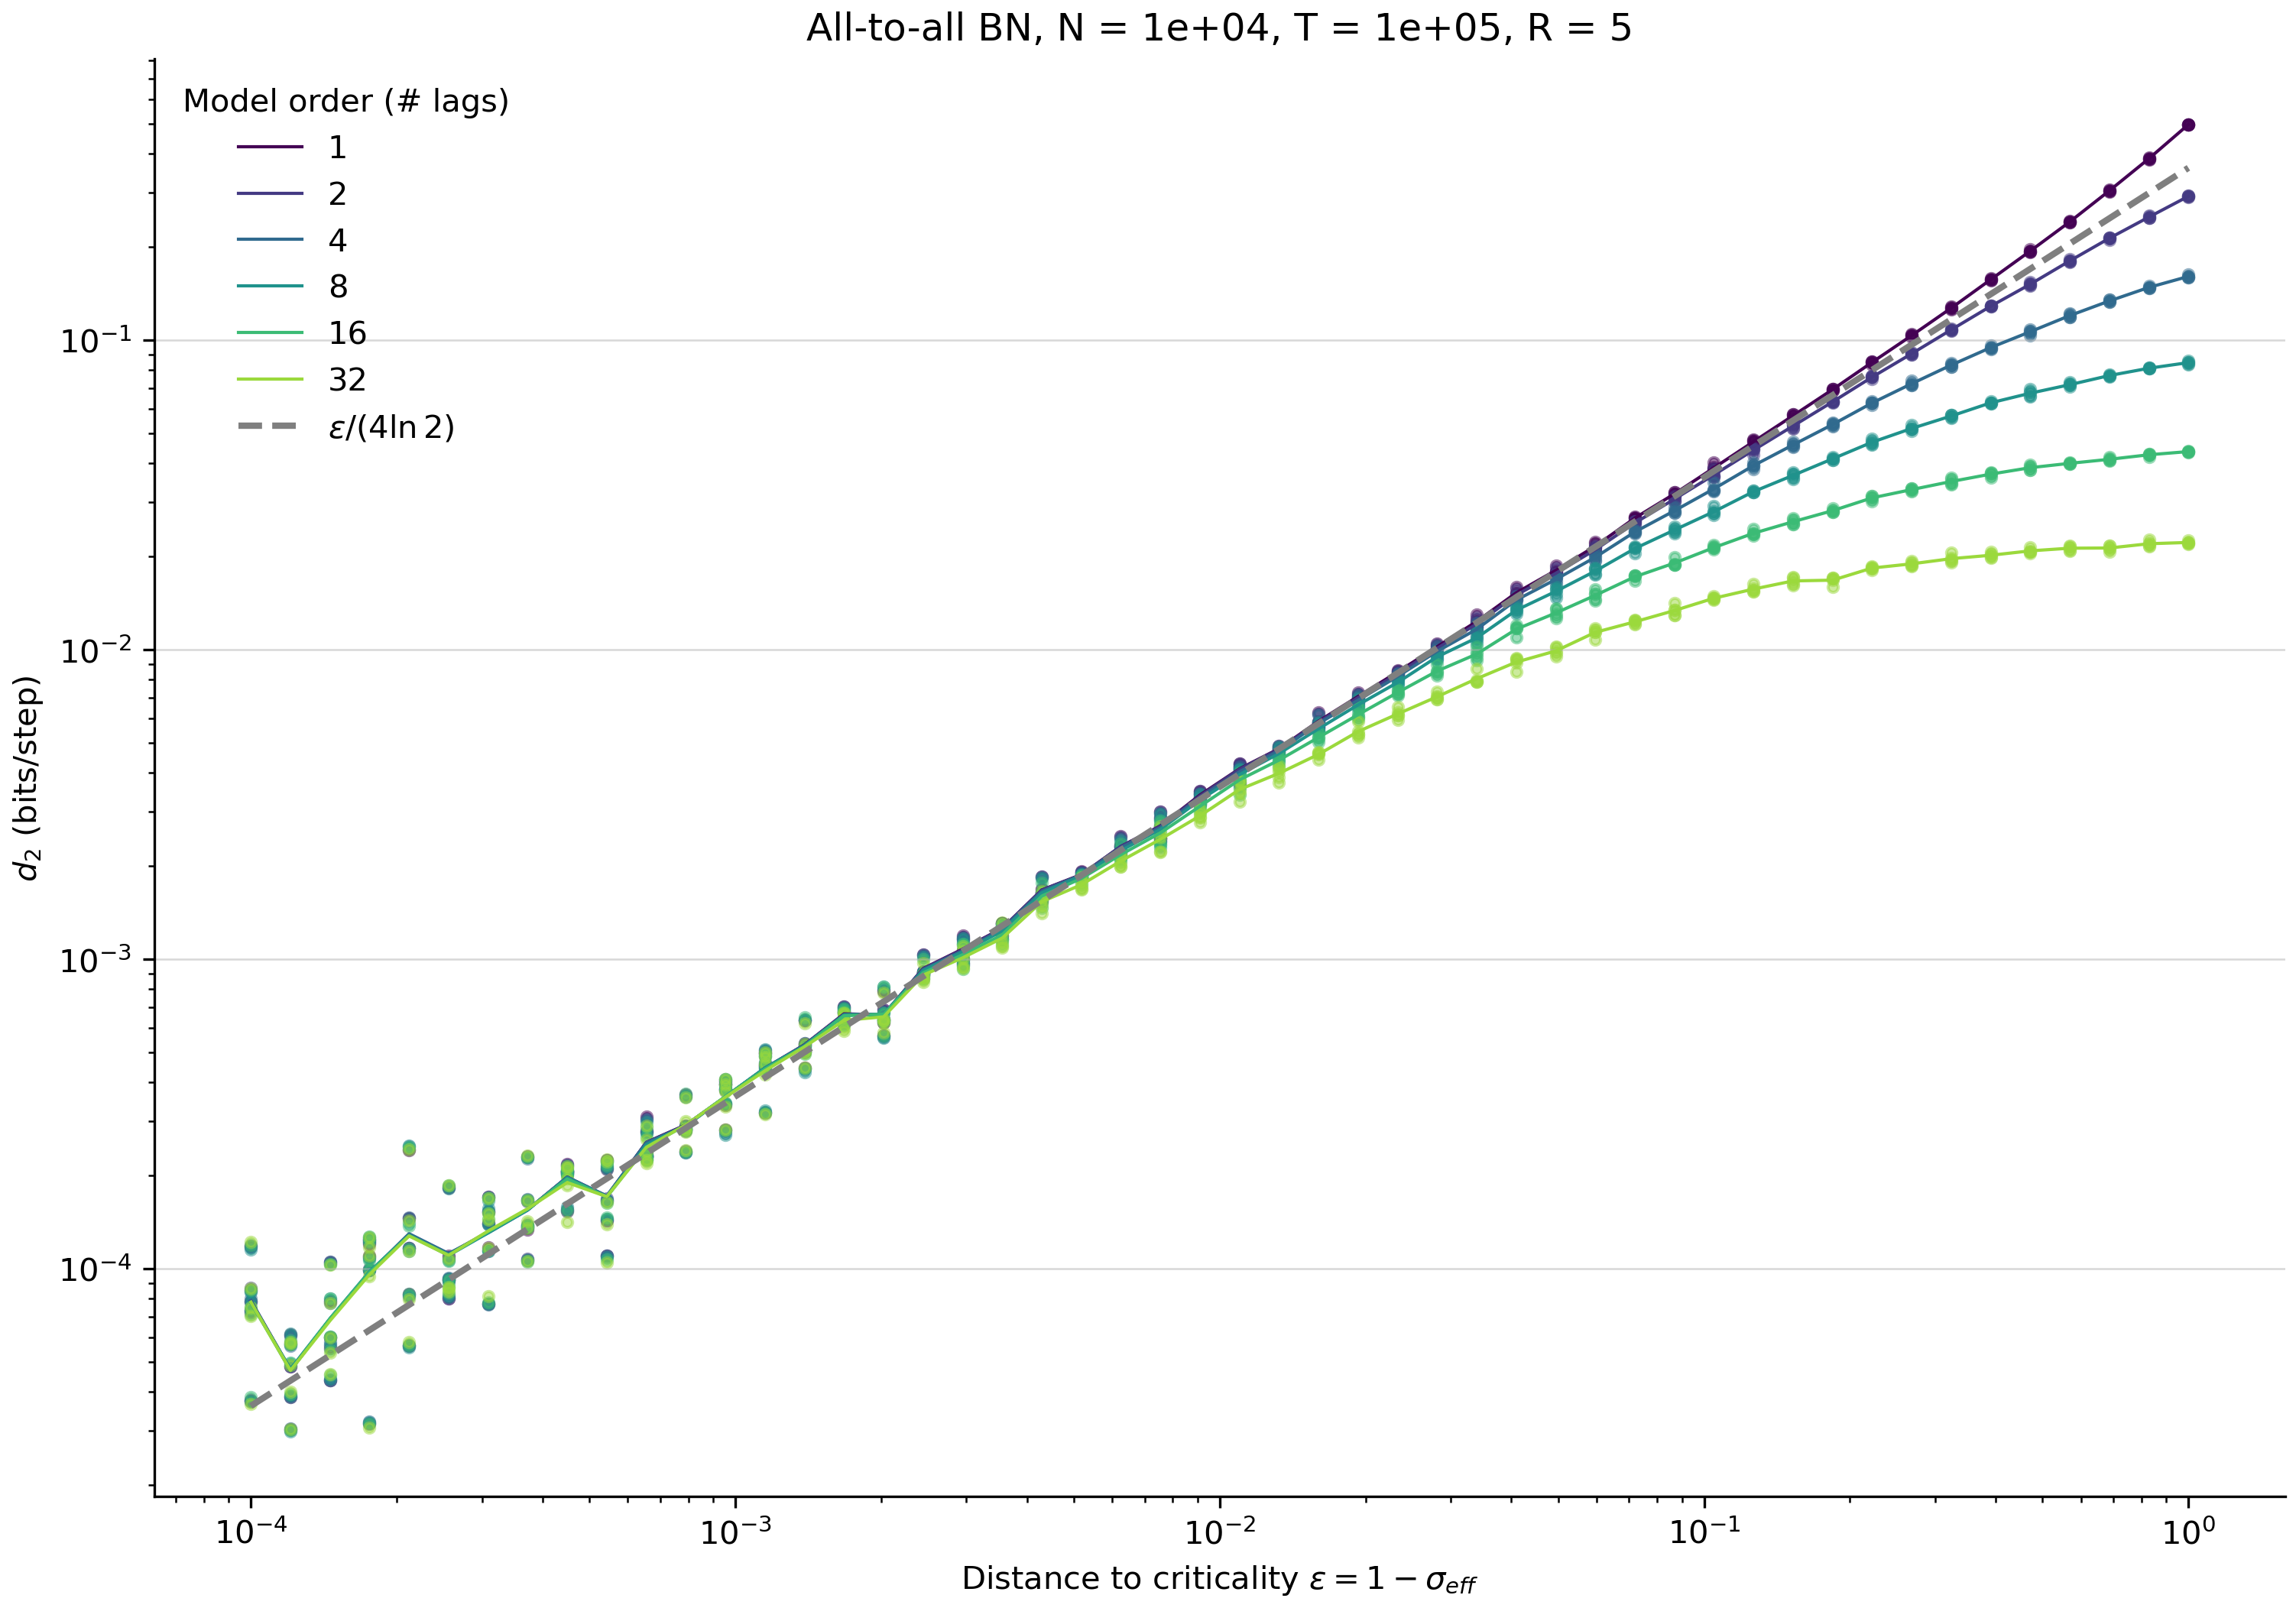 All-to-all BN, N = 1e+04, T = 1e+05, R = 5
Model order (# lags)
1
2
4
8
16
32
ε/(4ln 2)
10⁻¹
10⁻²
10⁻³
10⁻⁴
d₂ (bits/step)
10⁻⁴ 10⁻³ 10⁻² 10⁻¹ 10⁰
Distance to criticality ε = 1 − σ_eff